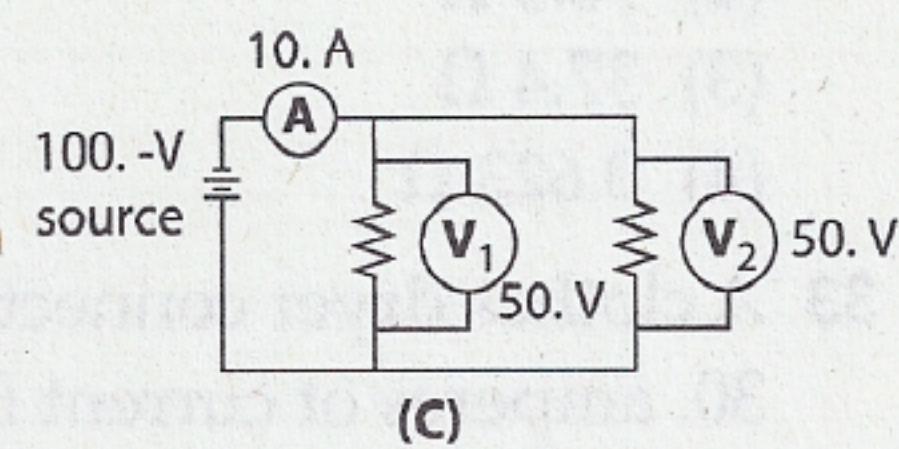 10. A
A
100. -V
source
V₁
50. V
V₂
50. V
(C)